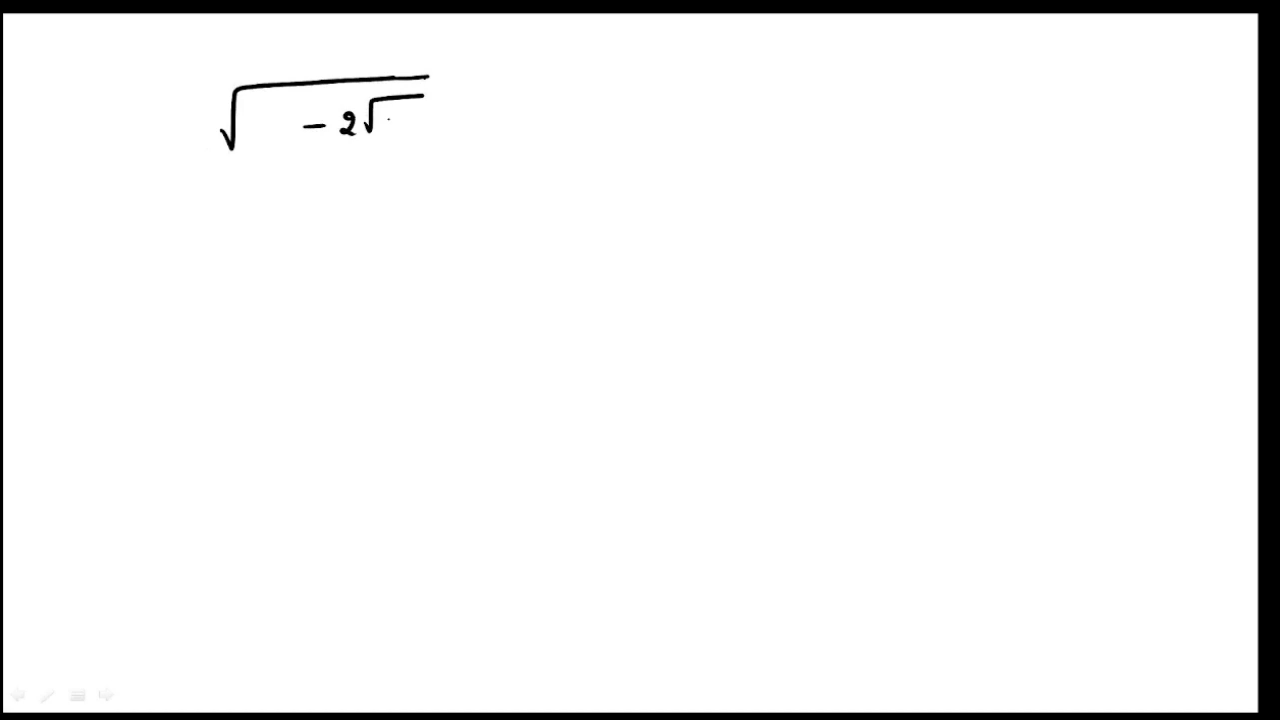 √( - 2√ )